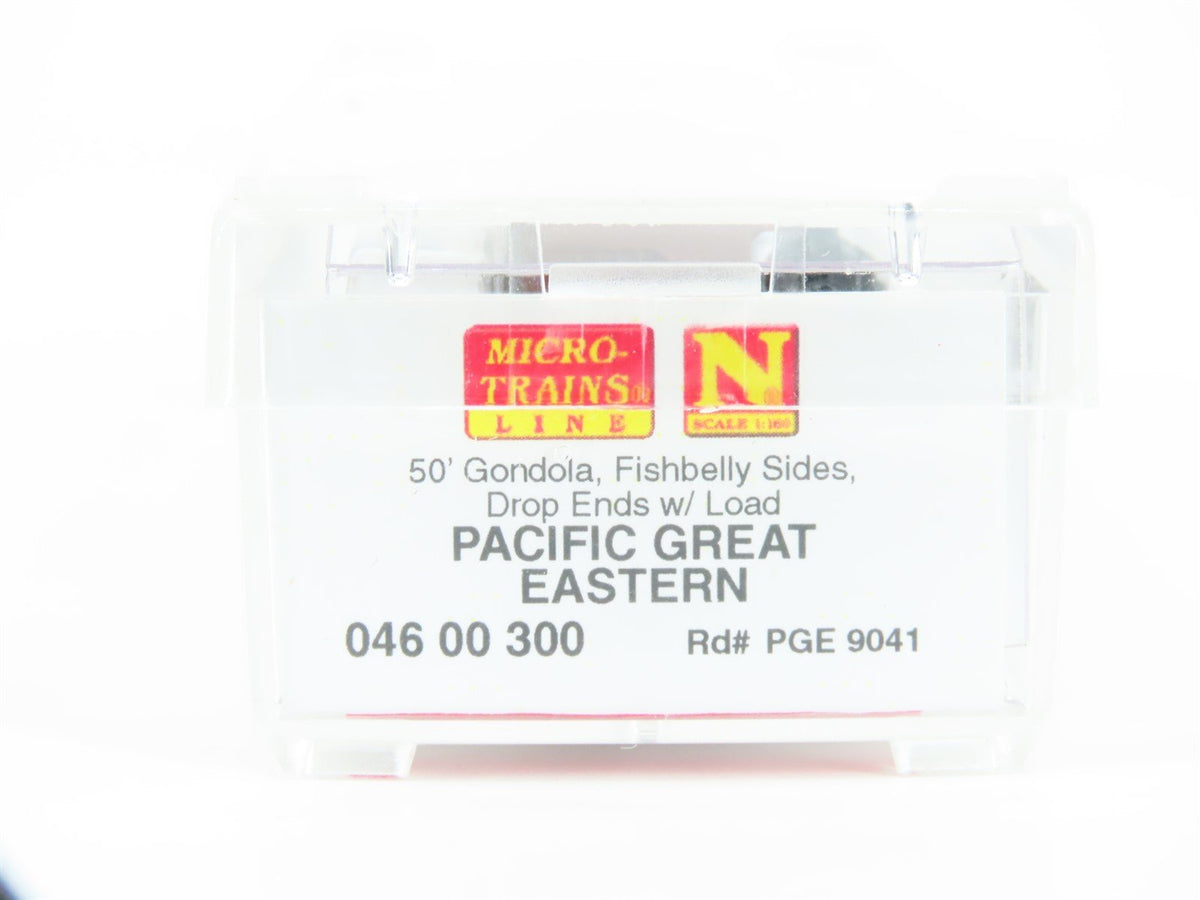 MICRO-
TRAINS®
LINE
N®
SCALE 1:160
50' Gondola, Fishbelly Sides,
Drop Ends w/ Load
PACIFIC GREAT
EASTERN
046 00 300 Rd# PGE 9041